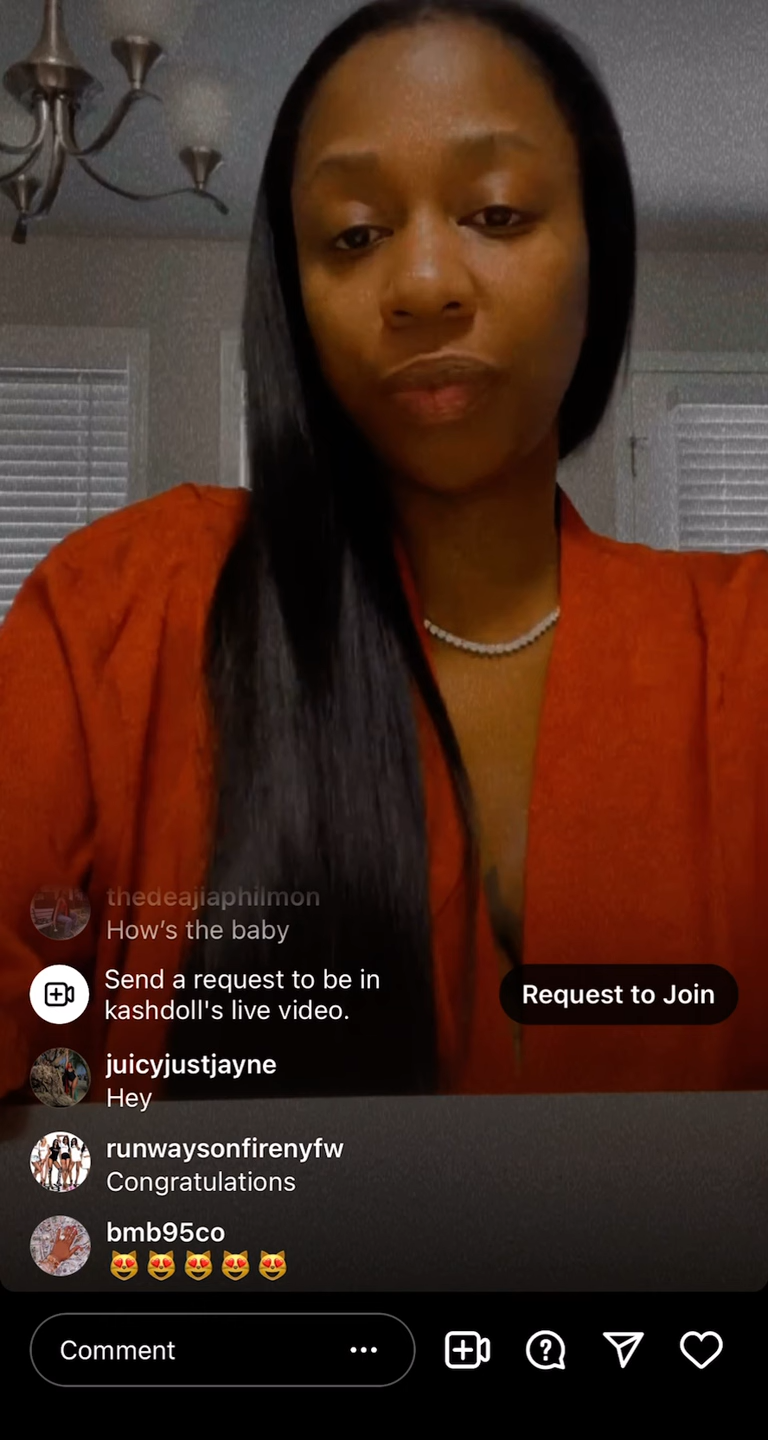 thedeajiaphilmon
How’s the baby
Send a request to be in
kashdoll's live video.
Request to Join
juicyjustjayne
Hey
runwaysonfirenyfw
Congratulations
bmb95co
😻😻😻😻😻
Comment